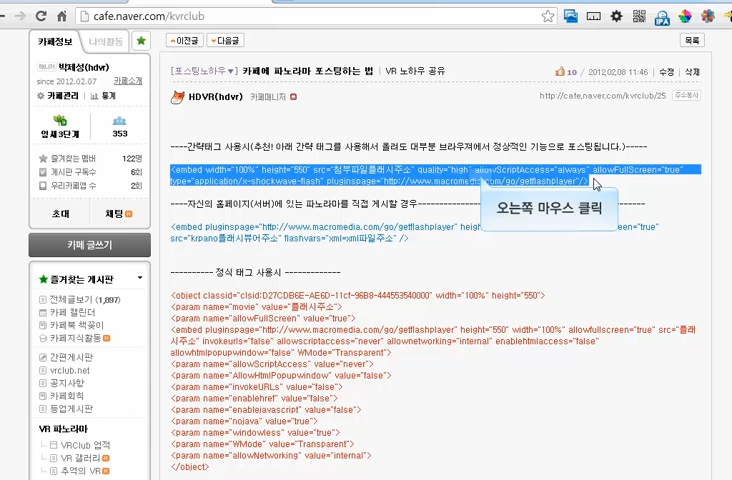 cafe.naver.com/kvrclub
카페정보 나의활동
매니저 박제성(hdvr)
since 2012.02.07 카페소개
카페관리 통계
잎새3단계 353
즐겨찾는 멤버 122명
게시판 구독수 6회
우리카페앱 수 2회
초대 채팅
카페 글쓰기
즐겨찾는 게시판
전체글보기 (1,897)
카페 캘린더
카페북 책꽂이
카페지식활동
간편게시판
vrclub.net
공지사항
카페회칙
등업게시판
VR 파노라마
VRClub 업적
VR 갤러리
추억의 VR
이전글 다음글 목록
[포스팅노하우▼] 카페에 파노라마 포스팅하는 법 | VR 노하우 공유 10 / 2012,02,08 11:46 / 수정 | 삭제
HDVR(hdvr) 카페매니저 http://cafe.naver.com/kvrclub/25 주소복사
----간략태그 사용시(추천! 아래 간략 태그를 사용해서 올려도 대부분 브라우져에서 정상적인 기능으로 포스팅됩니다.)-----
<embed width="100%" height="550" src="첨부파일플래시주소" quality="high" allowScriptAccess="always" allowFullScreen="true"
type="application/x-shockwave-flash" pluginspage="http://www.macromedia.com/go/getflashplayer"/>
오는쪽 마우스 클릭
----자신의 홈페이지(서버)에 있는 파노라마를 직접 게시할 경우----
<embed pluginspage="http://www.macromedia.com/go/getflashplayer" height="550" width="100%" allowfullscreen="true"
src="krpano플래시뷰어주소" flashvars="xml=xml파일주소" />
---------- 정식 태그 사용시 -------------
<object classid="clsid:D27CDB6E-AE6D-11cf-96B8-444553540000" width="100%" height="550">
<param name="movie" value="플래시주소">
<param name="allowFullScreen" value="true">
<embed pluginspage="http://www.macromedia.com/go/getflashplayer" height="550" width="100%" allowfullscreen="true" src="플래
시주소" invokeurls="false" allowscriptaccess="never" allownetworking="internal" enablehtmlaccess="false"
allowhtmlpopupwindow="false" WMode="Transparent">
<param name="allowScriptAccess" value="never">
<param name="AllowHtmlPopupwindow" value="false">
<param name="invokeURLs" value="false">
<param name="enablehref" value="false">
<param name="enablejavascript" value="false">
<param name="nojava" value="true">
<param name="windowless" value="true">
<param name="WMode" value="Transparent">
<param name="allowNetworking" value="internal">
</object>